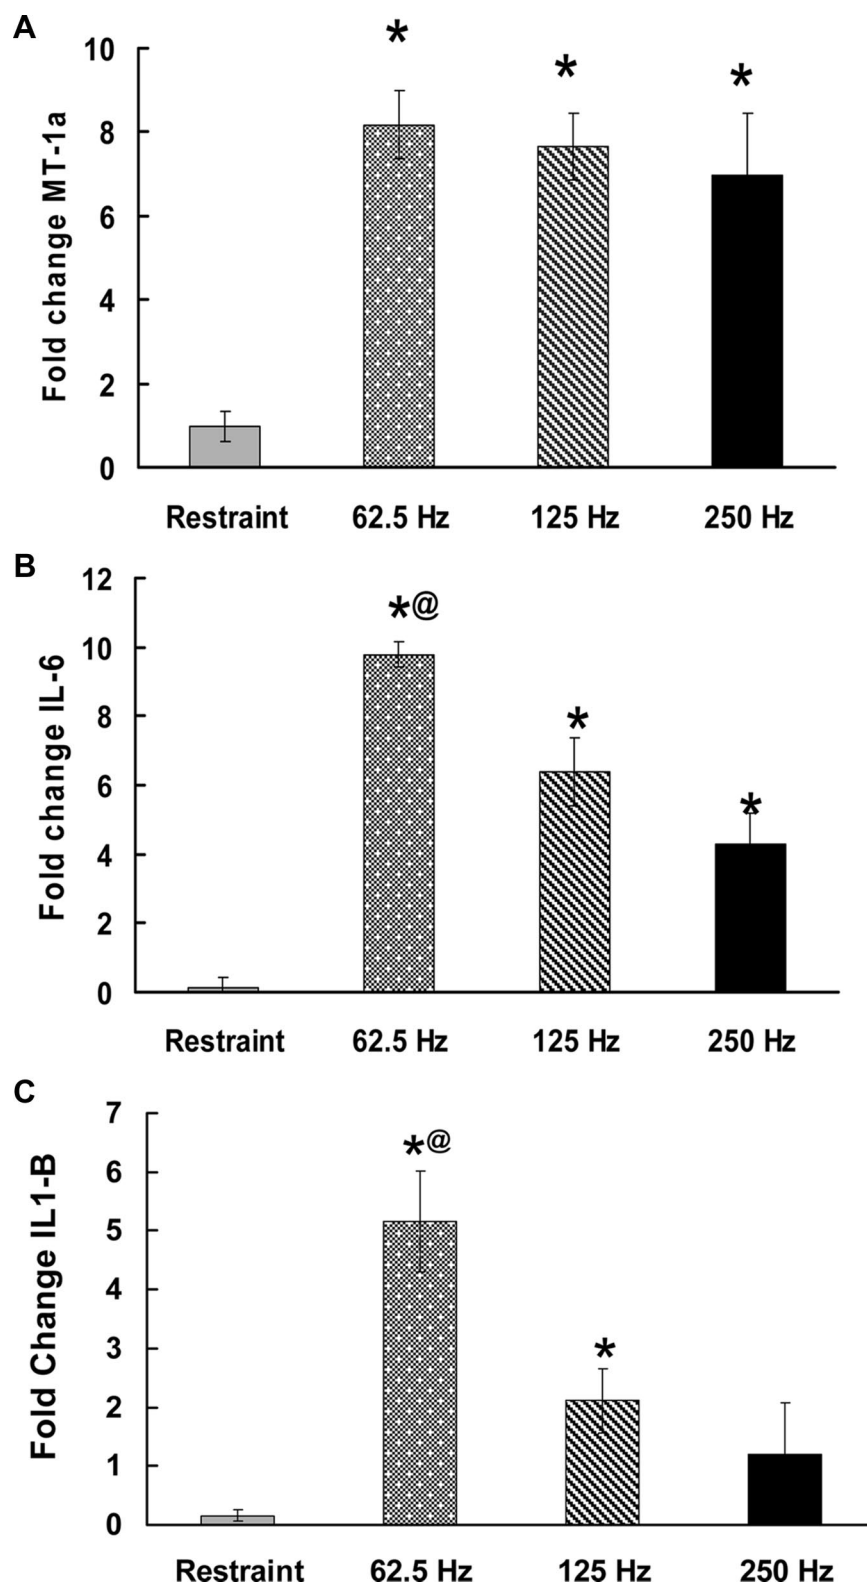 A
Fold change MT-1a
10
8
6
4
2
0
* * *
Restraint 62.5 Hz 125 Hz 250 Hz
B
Fold change IL-6
12
10
8
6
4
2
0
*@ * *
Restraint 62.5 Hz 125 Hz 250 Hz
C
Fold Change IL1-B
7
6
5
4
3
2
1
0
*@ *
Restraint 62.5 Hz 125 Hz 250 Hz